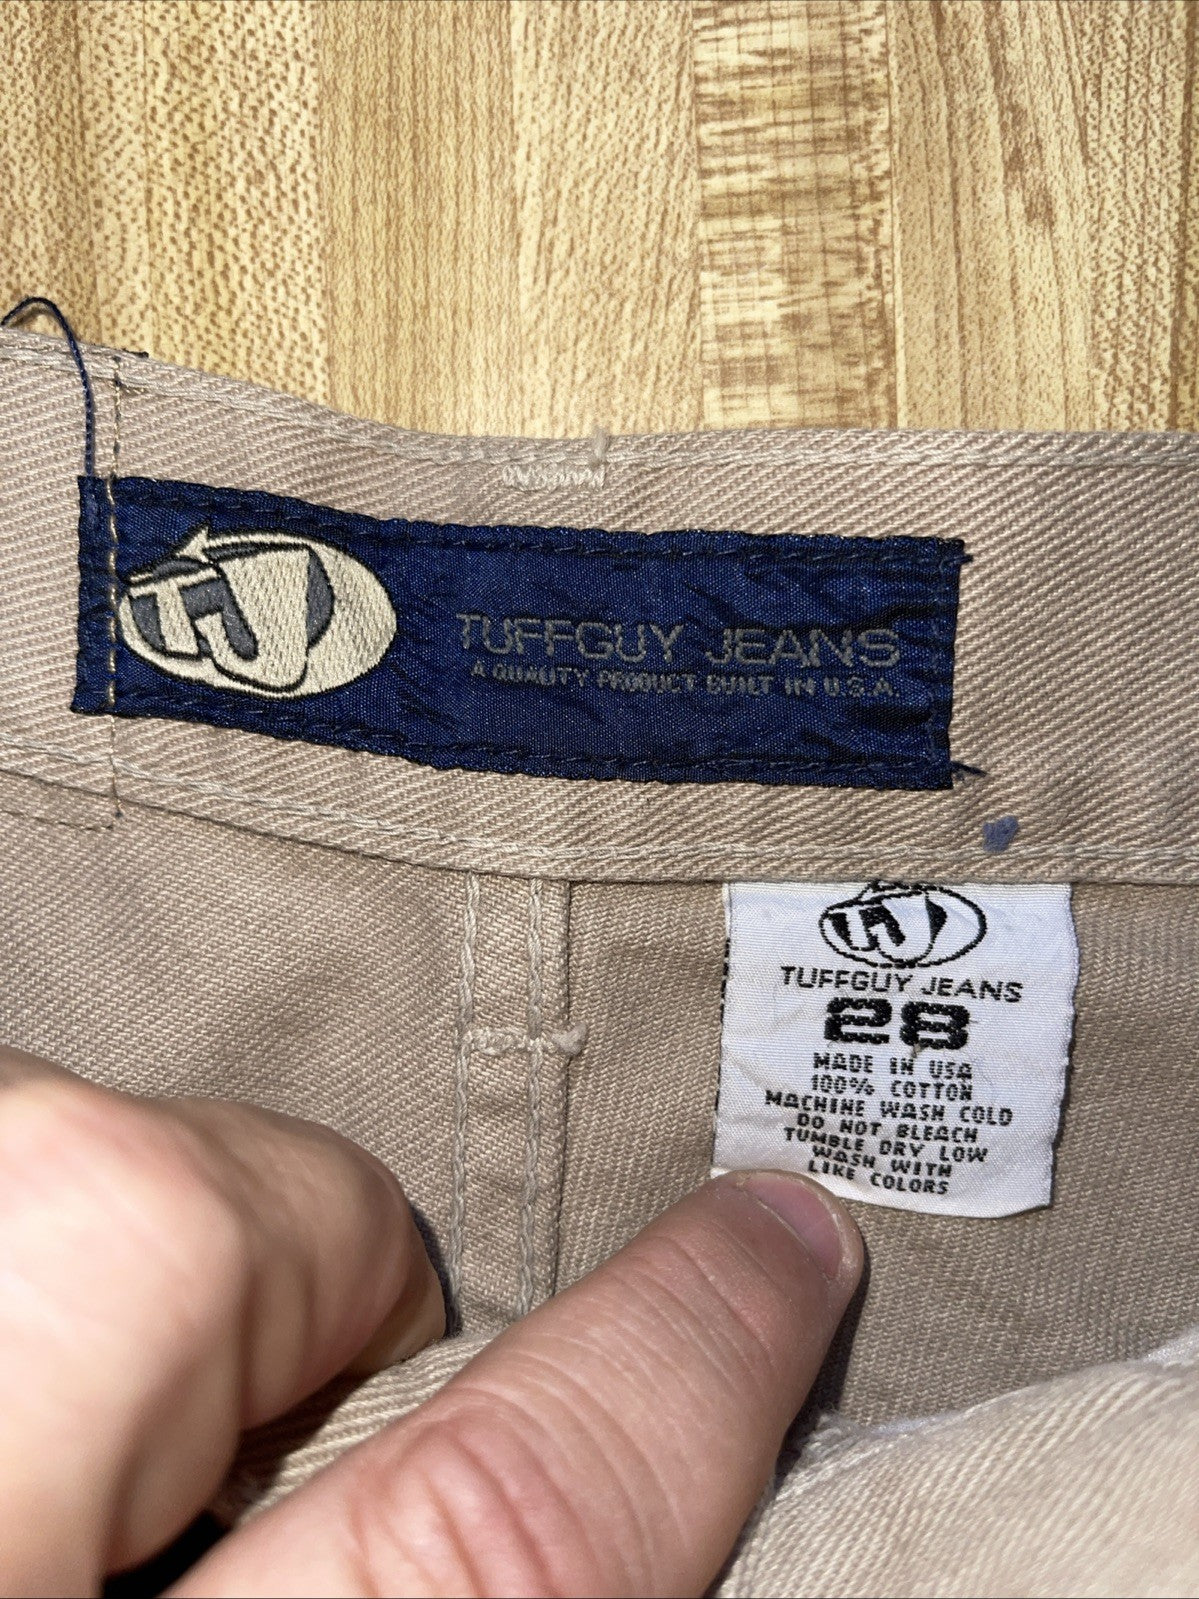 TJ
TUFFGUY JEANS
A QUALITY PRODUCT BUILT IN U.S.A.
TJ
TUFFGUY JEANS
28
MADE IN USA
100% COTTON
MACHINE WASH COLD
DO NOT BLEACH
TUMBLE DRY LOW
WASH WITH
LIKE COLORS